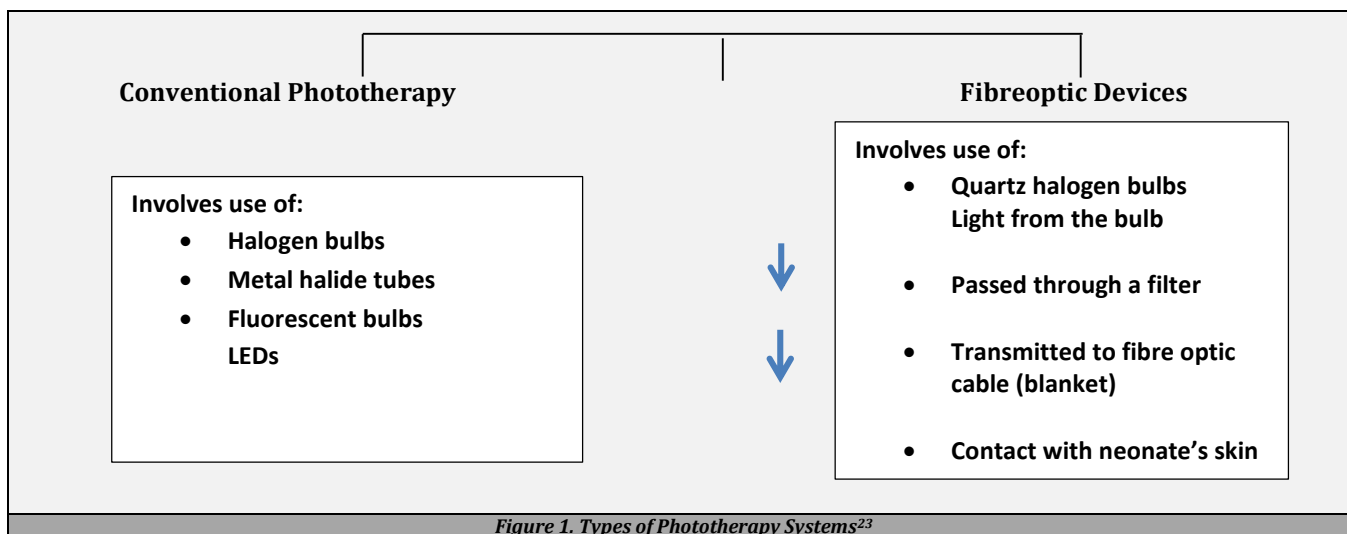 Conventional Phototherapy
Involves use of:
• Halogen bulbs
• Metal halide tubes
• Fluorescent bulbs
LEDs
Fibreoptic Devices
Involves use of:
• Quartz halogen bulbs
Light from the bulb
• Passed through a filter
• Transmitted to fibre optic
cable (blanket)
• Contact with neonate’s skin
Figure 1. Types of Phototherapy Systems²³